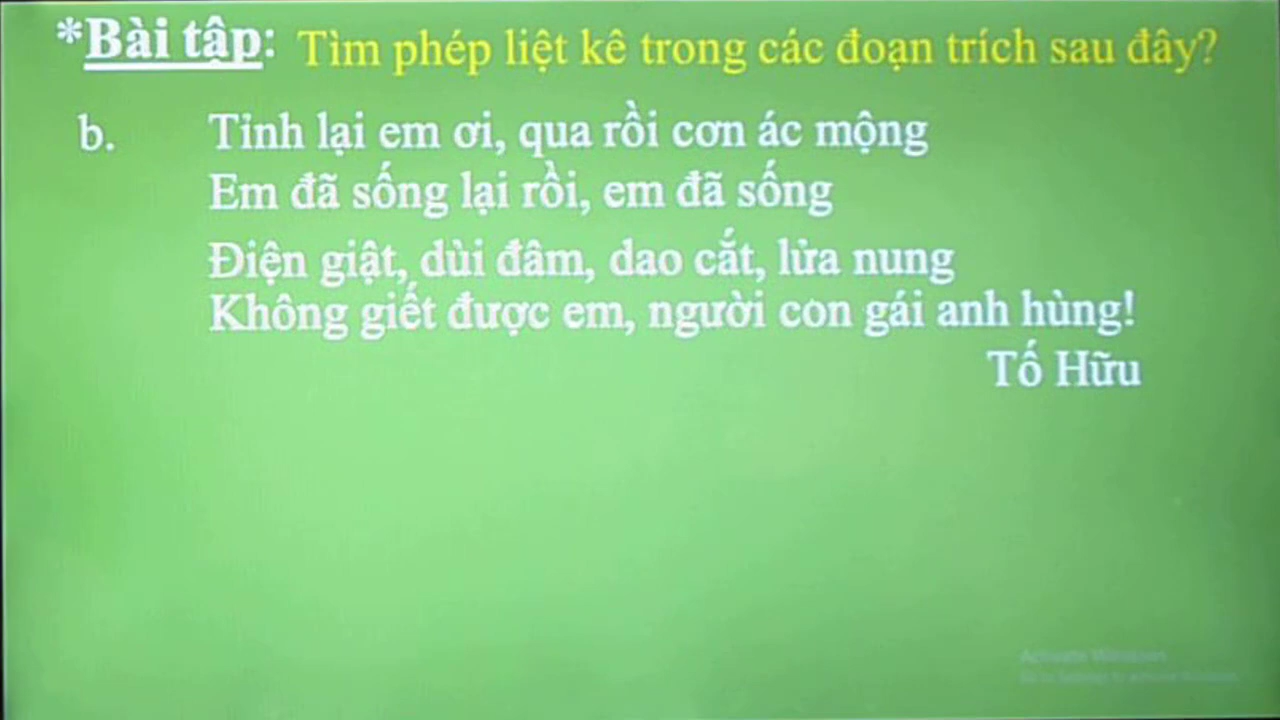 *Bài tập: Tìm phép liệt kê trong các đoạn trích sau đây?
b. Tỉnh lại em ơi, qua rồi cơn ác mộng
Em đã sống lại rồi, em đã sống
Điện giật, dùi đâm, dao cắt, lửa nung
Không giết được em, người con gái anh hùng!
Tố Hữu
Activate Windows